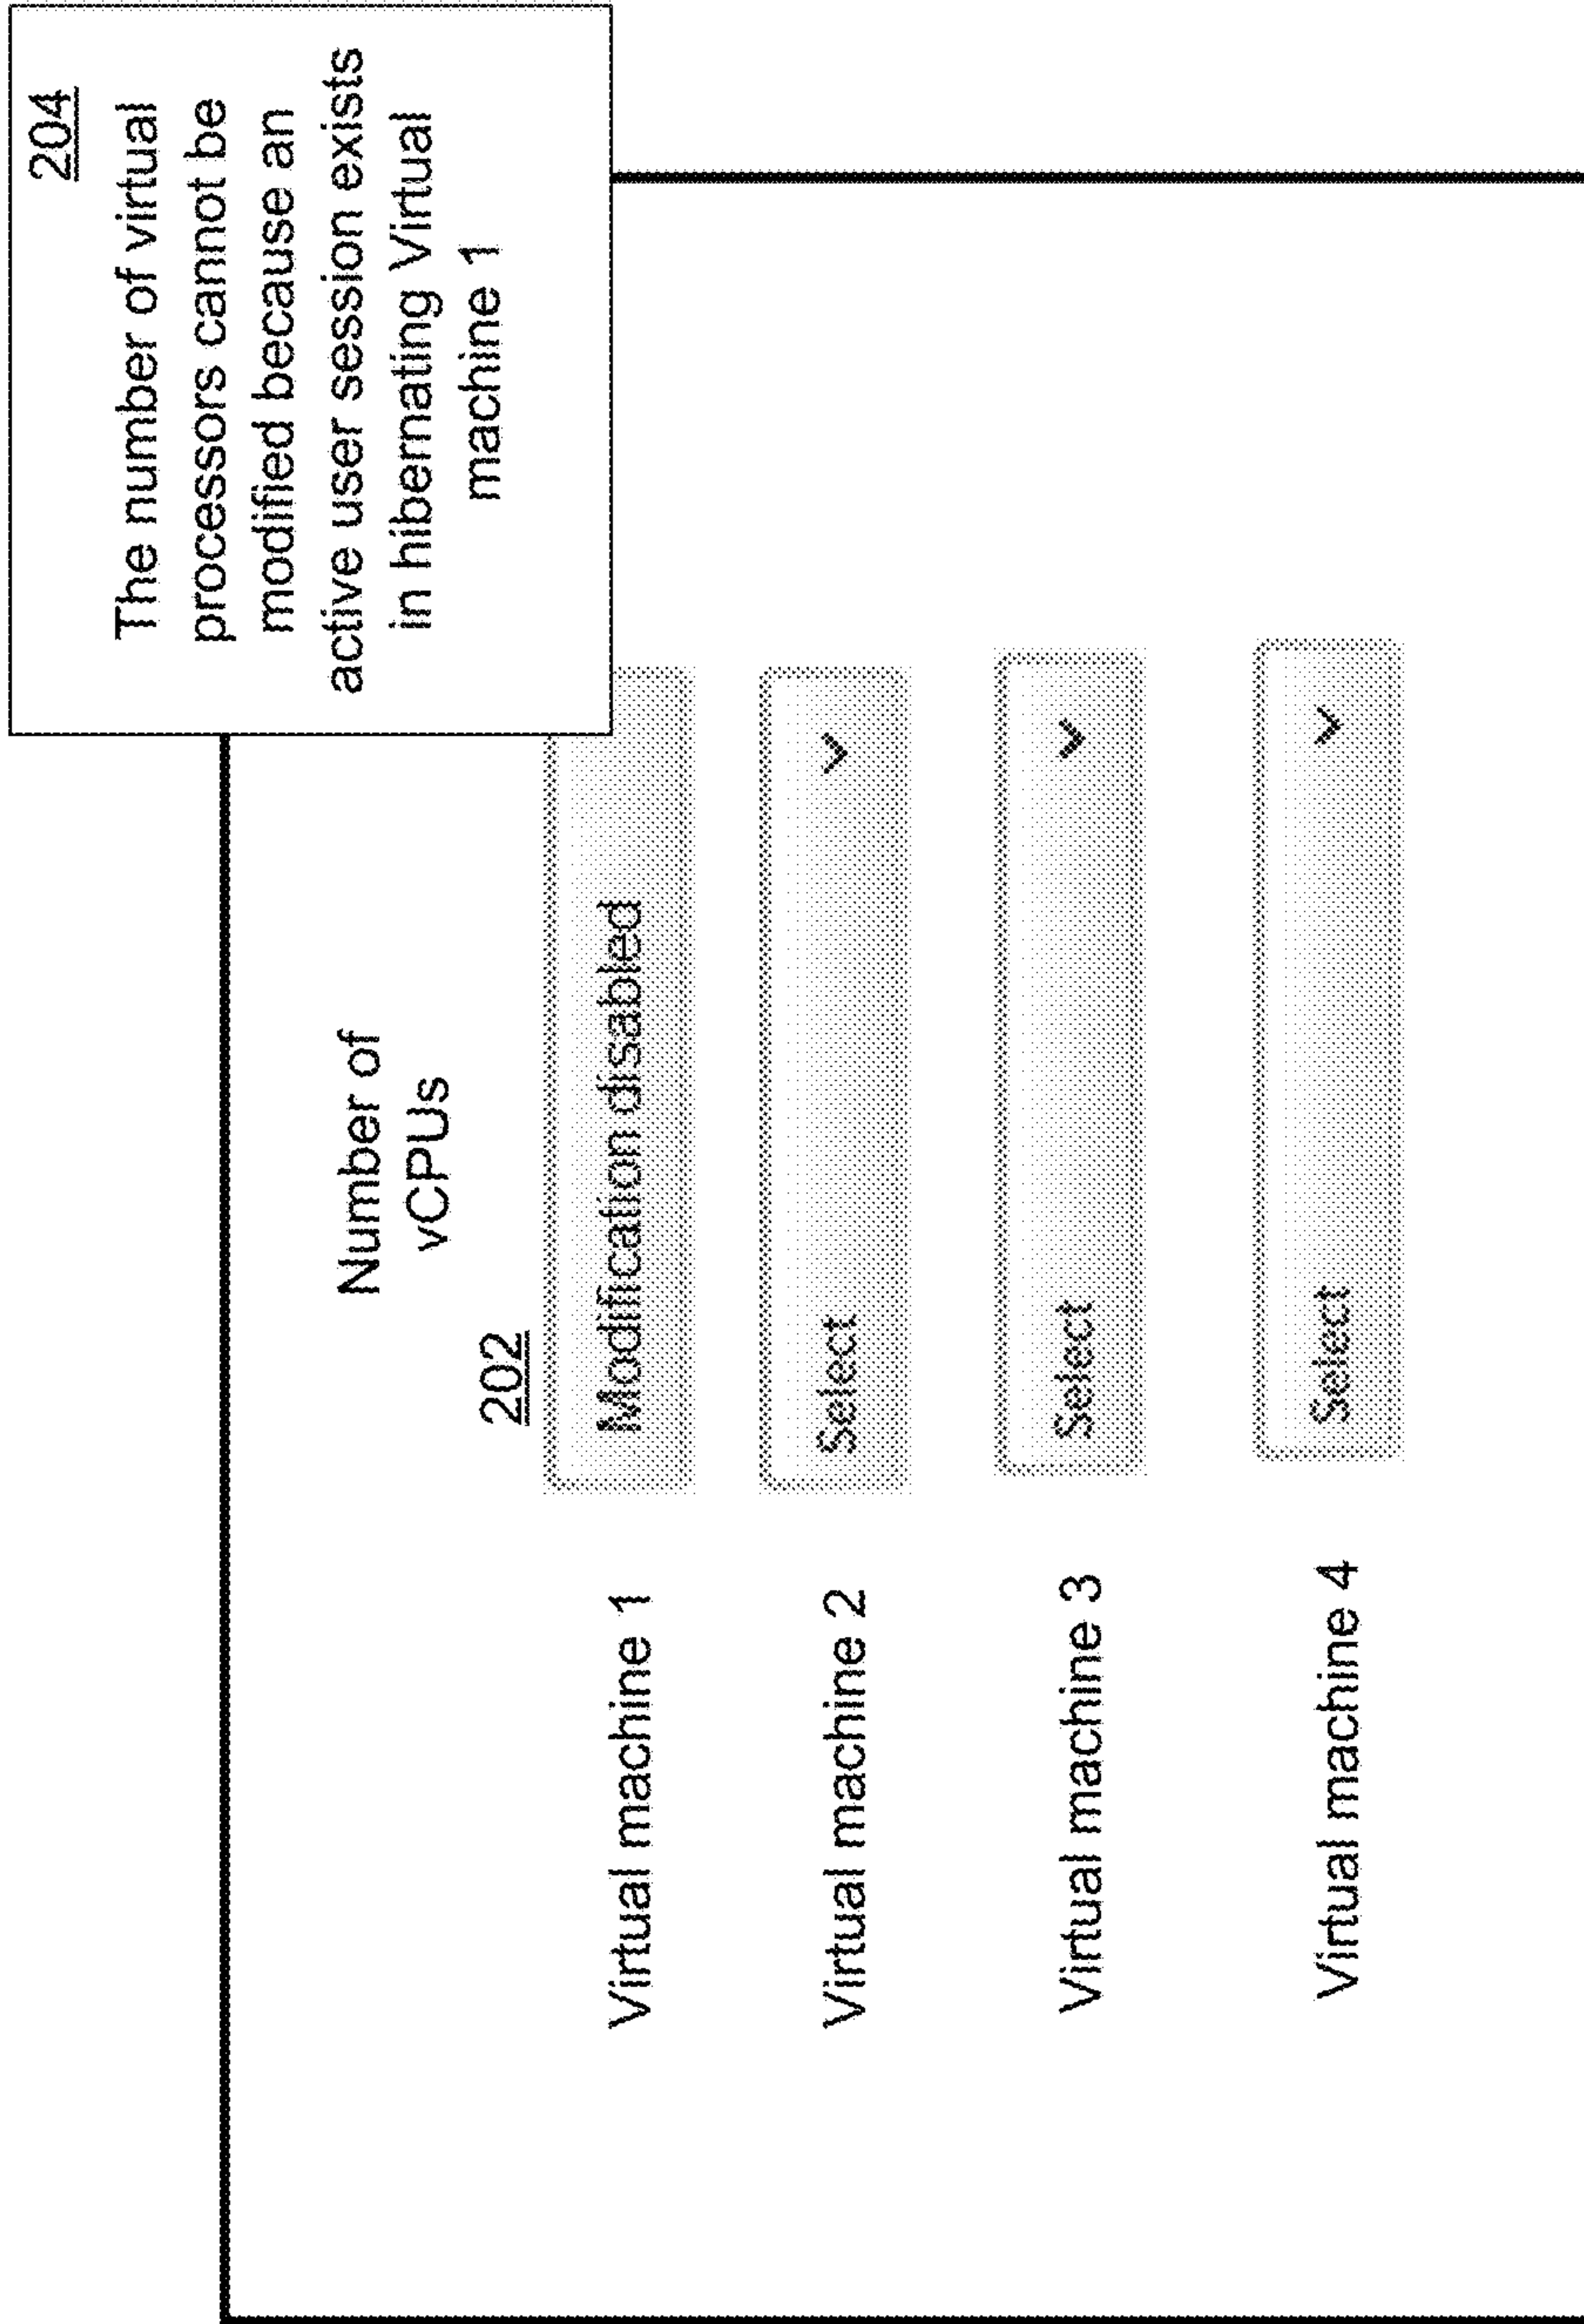 204
The number of virtual
processors cannot be
modified because an
active user session exists
in hibernating Virtual
machine 1
Number of
vCPUs
202
Virtual machine 1 Modification disabled
Virtual machine 2 Select
Virtual machine 3 Select
Virtual machine 4 Select